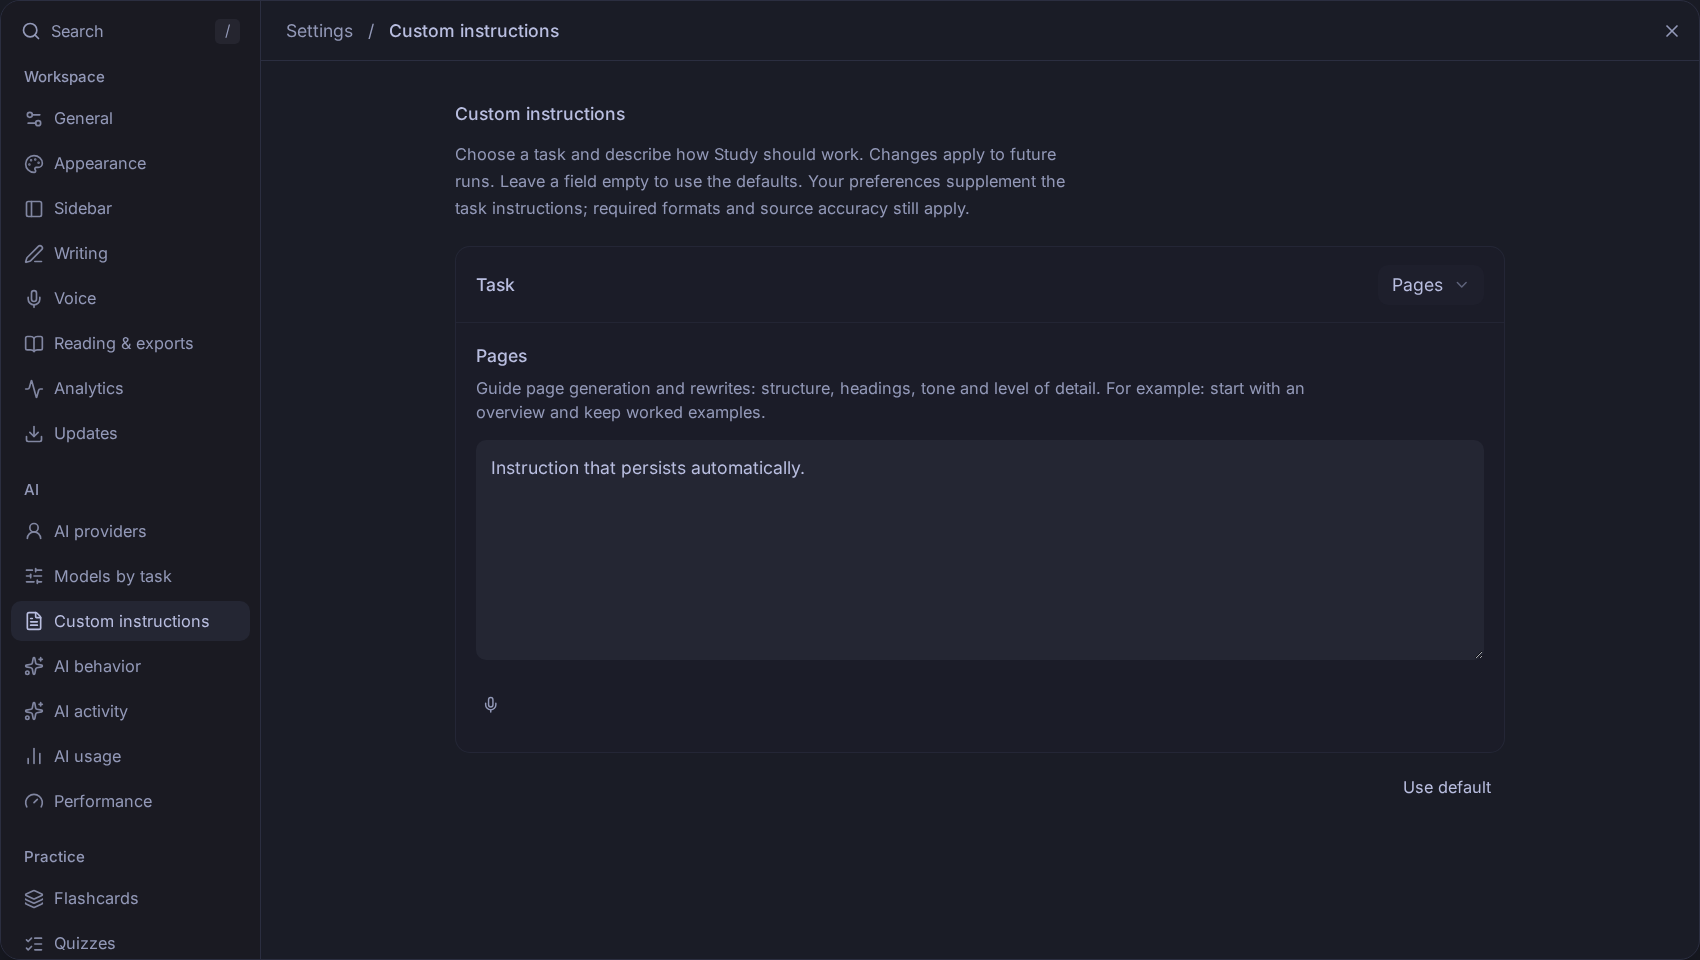 Search /
Settings / Custom instructions
Workspace
General
Appearance
Sidebar
Writing
Voice
Reading & exports
Analytics
Updates
AI
AI providers
Models by task
Custom instructions
AI behavior
AI activity
AI usage
Performance
Practice
Flashcards
Quizzes
Custom instructions
Choose a task and describe how Study should work. Changes apply to future
runs. Leave a field empty to use the defaults. Your preferences supplement the
task instructions; required formats and source accuracy still apply.
Task Pages
Pages
Guide page generation and rewrites: structure, headings, tone and level of detail. For example: start with an
overview and keep worked examples.
Instruction that persists automatically.
Use default